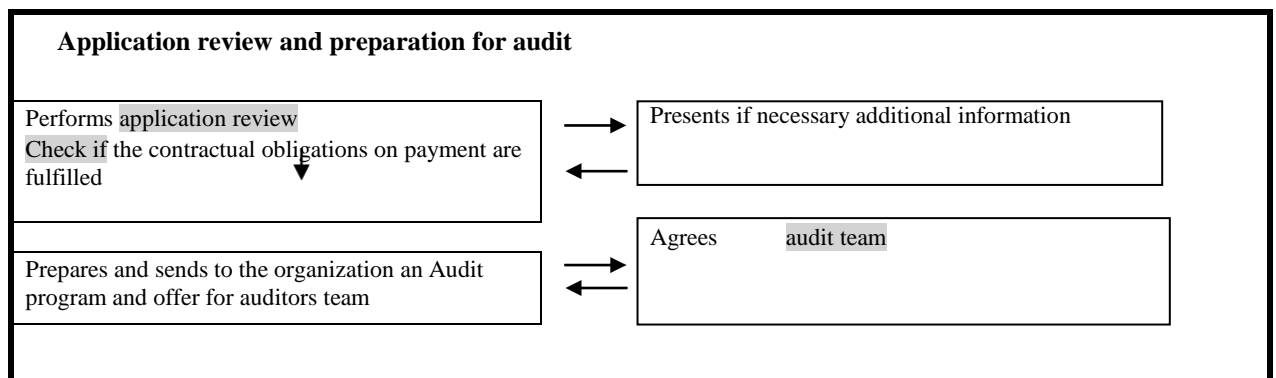 Application review and preparation for audit
Performs application review
Check if the contractual obligations on payment are
fulfilled
Presents if necessary additional information
Prepares and sends to the organization an Audit
program and offer for auditors team
Agrees audit team